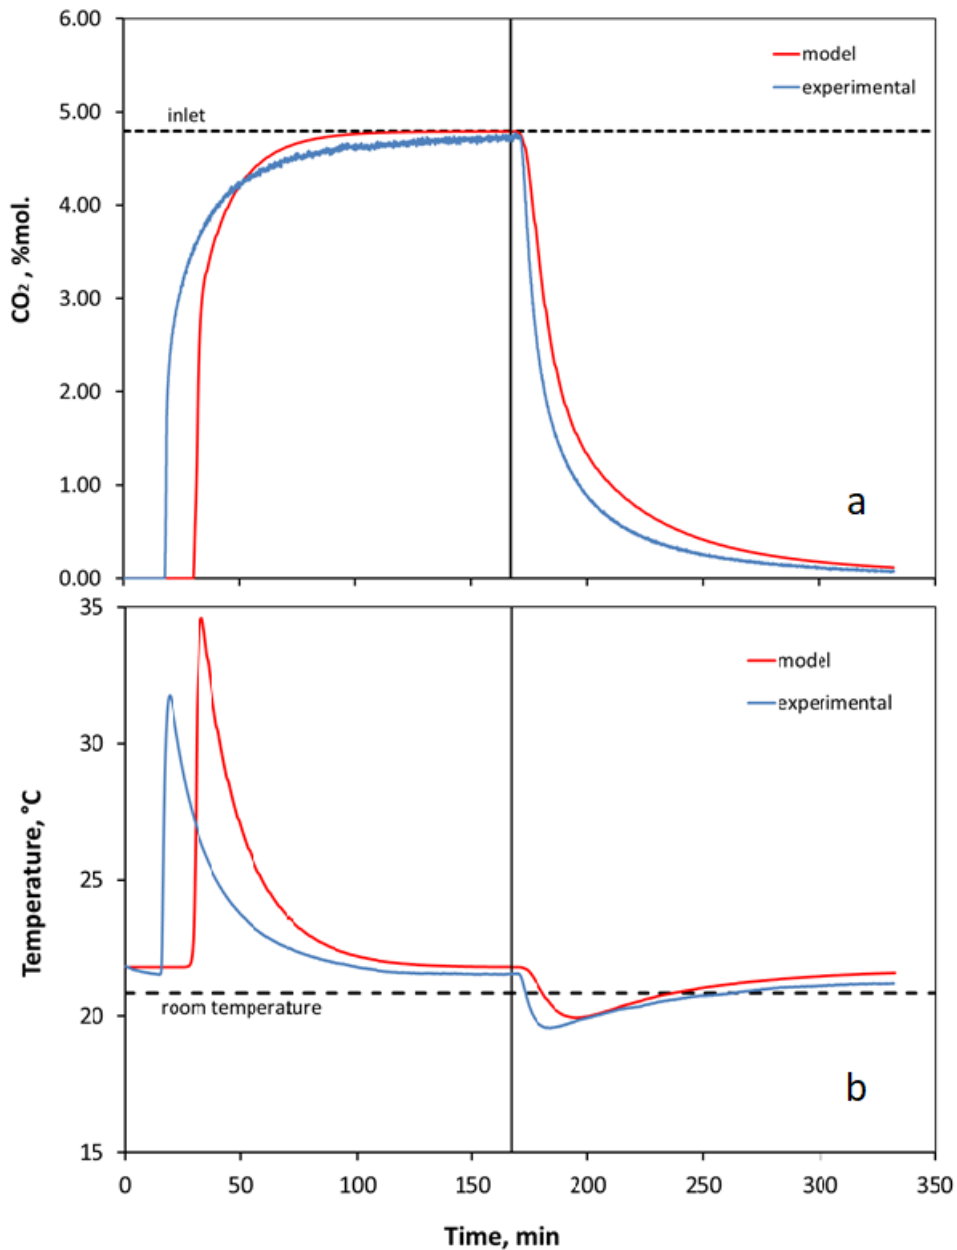 6.00
5.00
4.00
3.00
2.00
1.00
0.00
CO₂ , %mol.
model
experimental
inlet
a
35
30
25
20
15
Temperature, °C
model
experimental
room temperature
b
0 50 100 150 200 250 300 350
Time, min